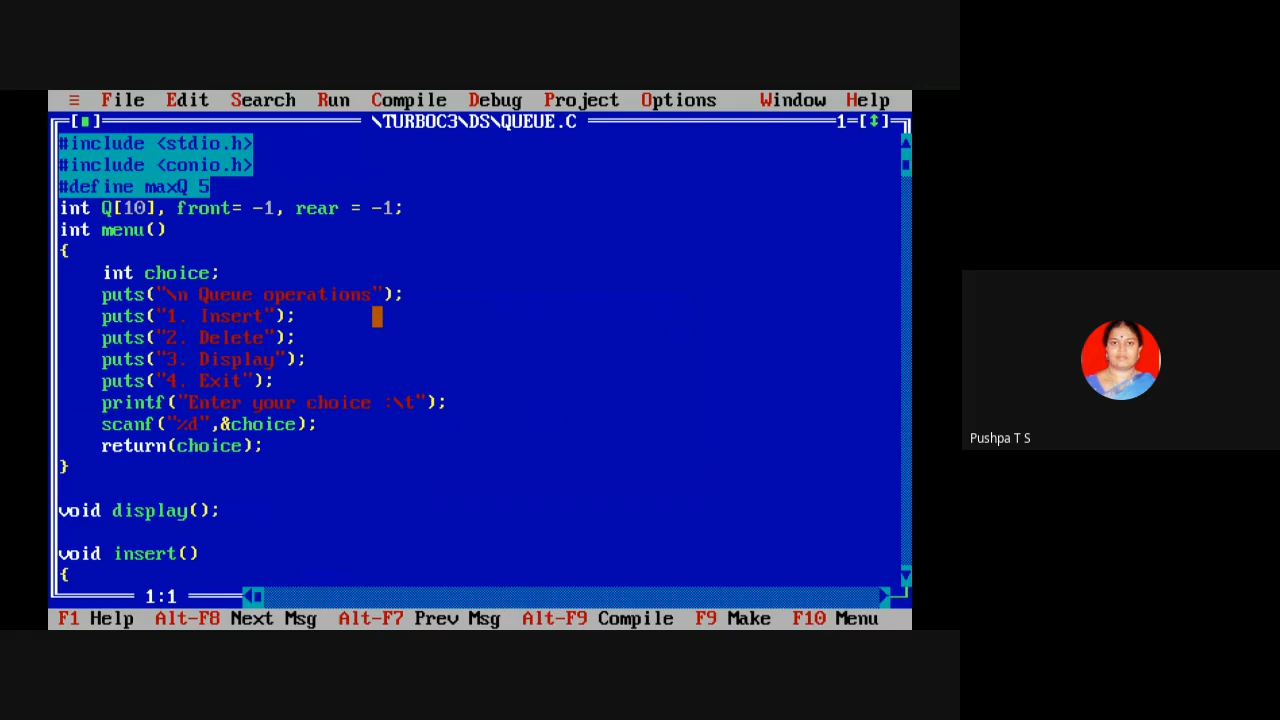 ≡ File Edit Search Run Compile Debug Project Options Window Help
\TURBOC3\DS\QUEUE.C 1=[↕]
#include <stdio.h>
#include <conio.h>
#define maxQ 5
int Q[10], front= -1, rear = -1;
int menu()
{
int choice;
puts("\n Queue operations");
puts("1. Insert");
puts("2. Delete");
puts("3. Display");
puts("4. Exit");
printf("Enter your choice :\t");
scanf("%d",&choice);
return(choice);
}
void display();
void insert()
{
1:1
F1 Help Alt-F8 Next Msg Alt-F7 Prev Msg Alt-F9 Compile F9 Make F10 Menu
Pushpa T S